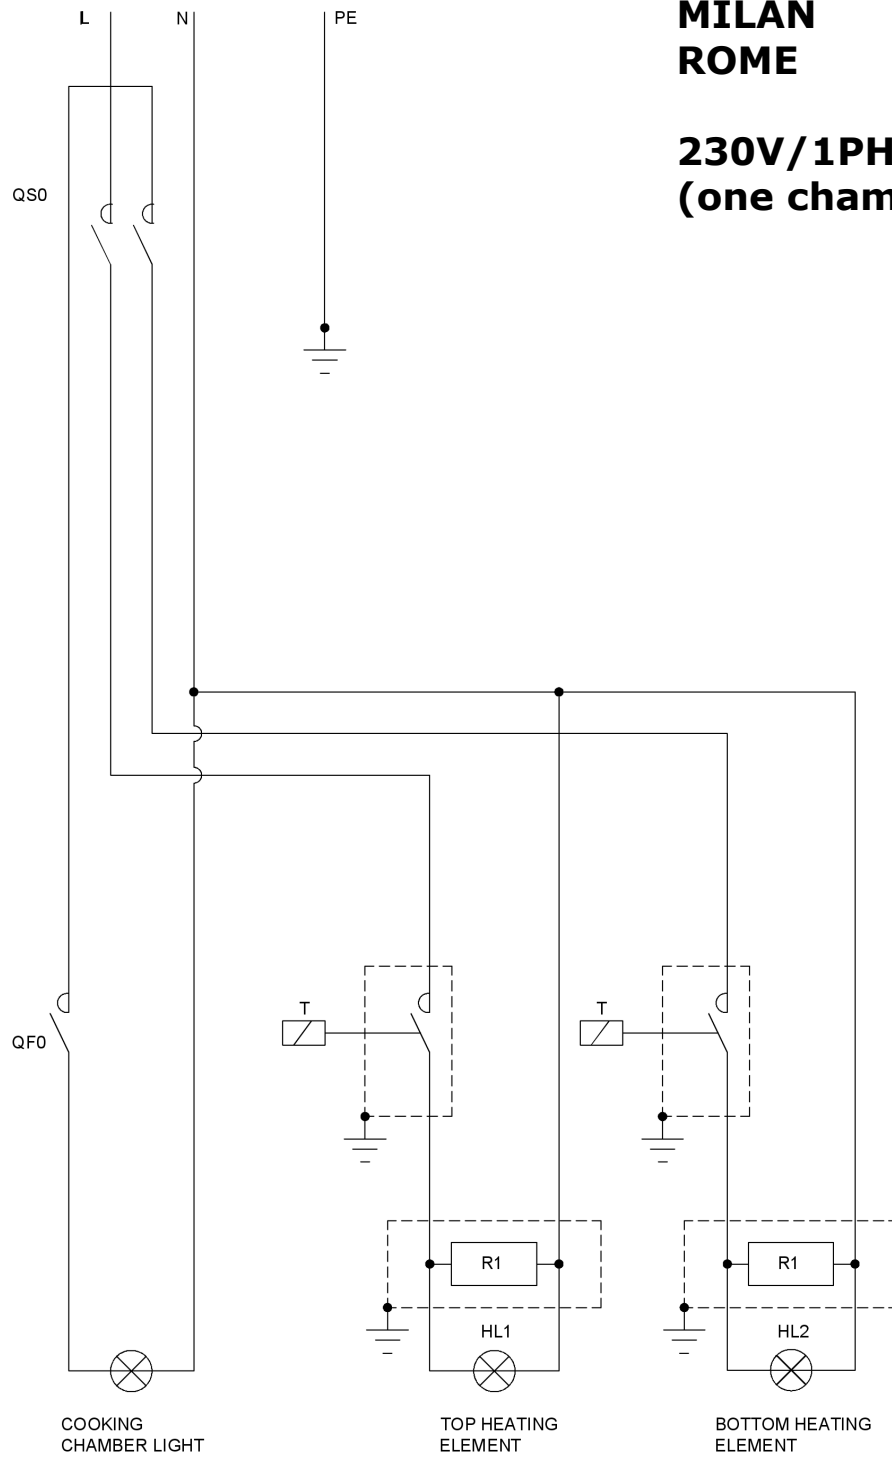 L
N
PE
MILAN
ROME
230V/1PH
(one cham
QS0
T
T
QF0
R1
R1
HL1
HL2
COOKING
CHAMBER LIGHT
TOP HEATING
ELEMENT
BOTTOM HEATING
ELEMENT